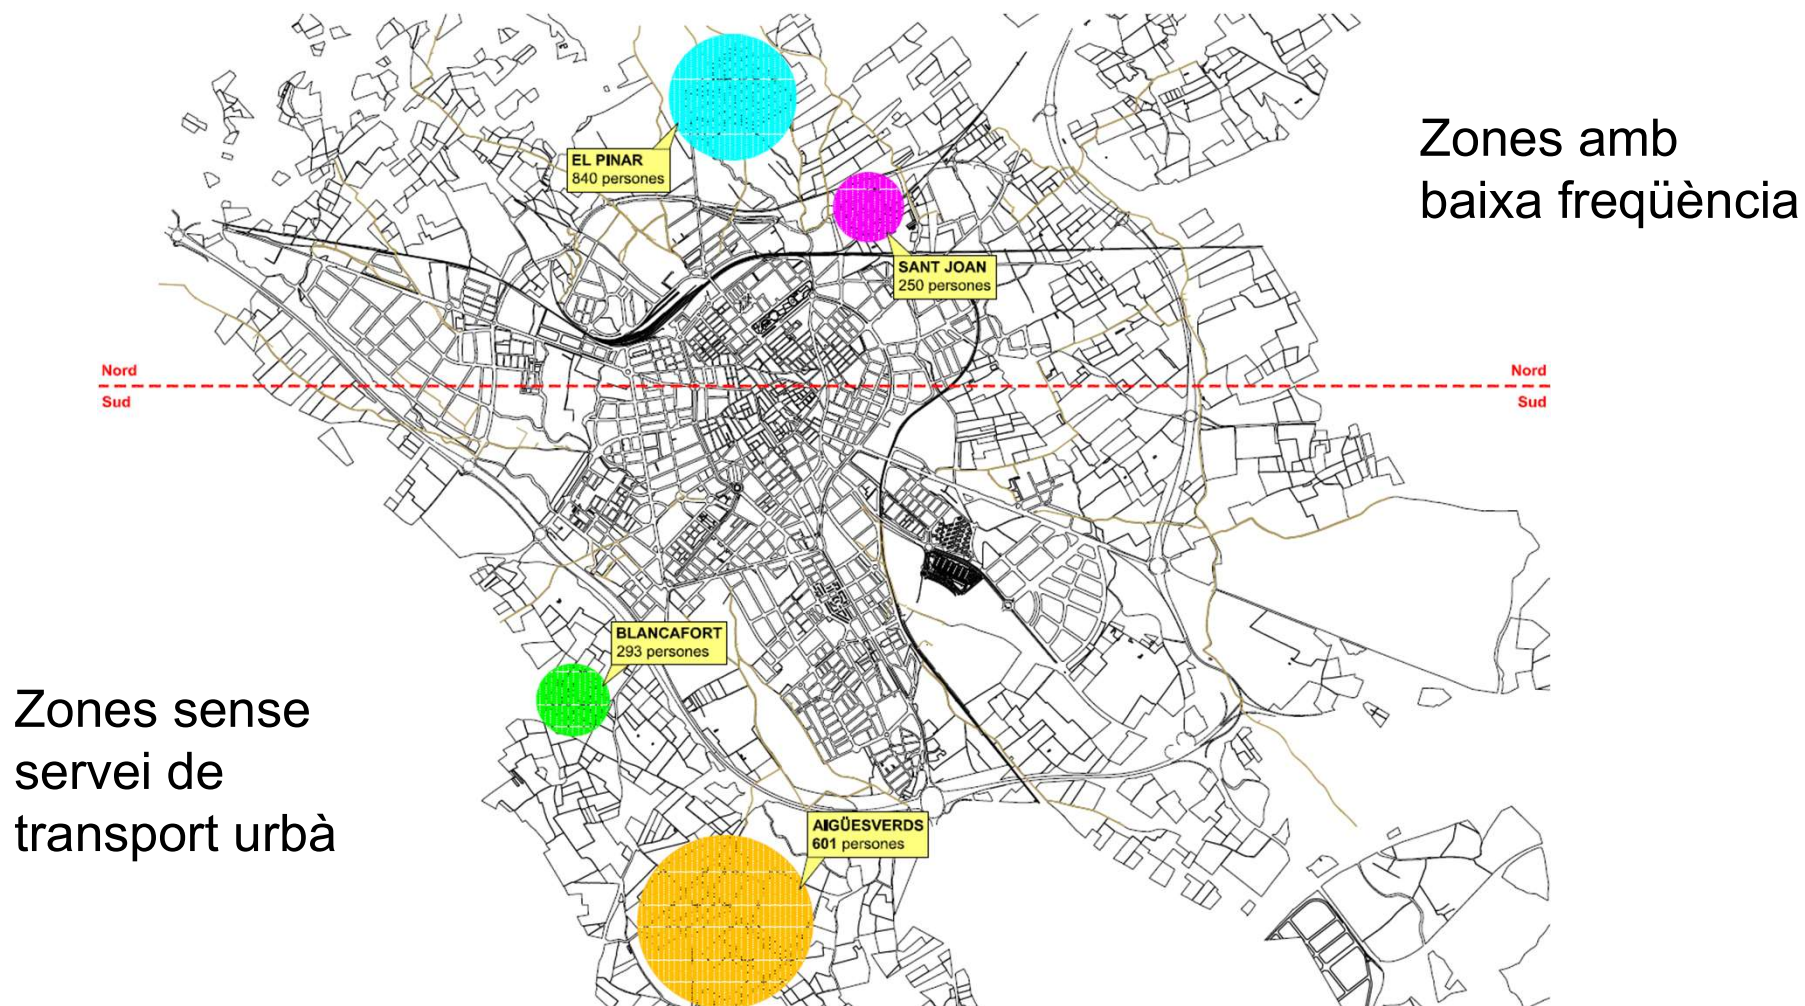 Zones amb
baixa freqüència
EL PINAR
840 persones
SANT JOAN
250 persones
Nord
Sud
Nord
Sud
BLANCAFORT
293 persones
Zones sense
servei de
transport urbà
AIGÜESVERDS
601 persones